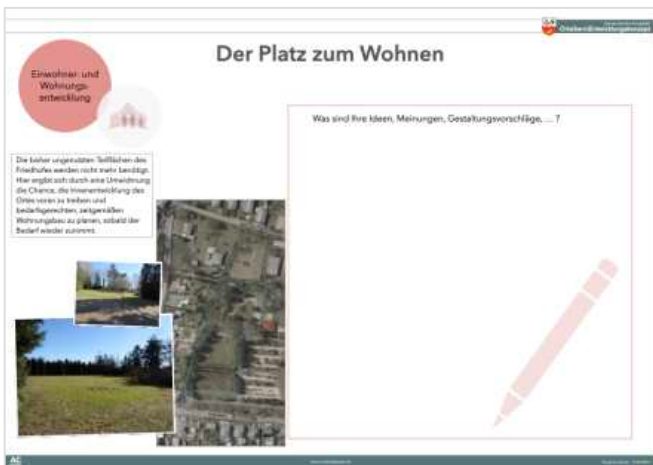 Ortskernentwicklungskonzept
Der Platz zum Wohnen
Einwohner- und
Wohnungs-
entwicklung
Was sind Ihre Ideen, Meinungen, Gestaltungsvorschläge, ... ?
Die bisher ungenutzten Teilflächen des
Friedhofes werden nicht mehr benötigt.
Hier ergibt sich durch eine Umwidmung
die Chance, die Innenentwicklung des
Ortes voran zu treiben und
bedarfsgerechten, zeitgemäßen
Wohnungsbau zu planen, sobald der
Bedarf wieder zunimmt.
AC